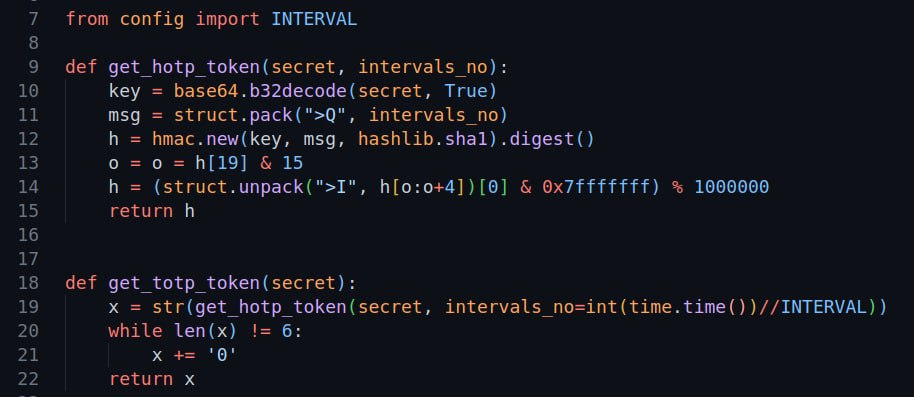 7 from config import INTERVAL
8
9 def get_hotp_token(secret, intervals_no):
10     key = base64.b32decode(secret, True)
11     msg = struct.pack(">Q", intervals_no)
12     h = hmac.new(key, msg, hashlib.sha1).digest()
13     o = o = h[19] & 15
14     h = (struct.unpack(">I", h[o:o+4])[0] & 0x7fffffff) % 1000000
15     return h
16
17
18 def get_totp_token(secret):
19     x = str(get_hotp_token(secret, intervals_no=int(time.time())//INTERVAL))
20     while len(x) != 6:
21         x += '0'
22     return x